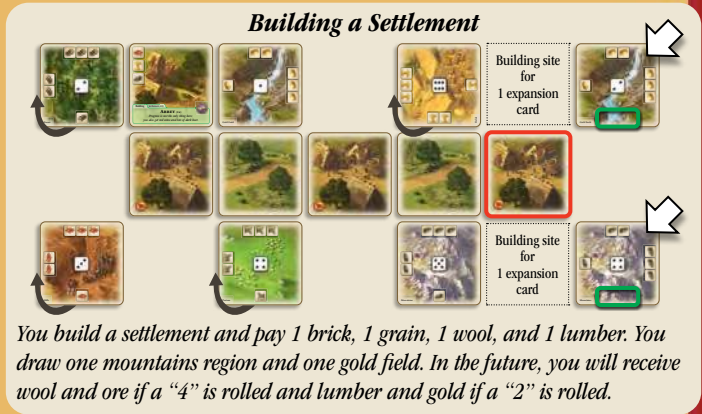 Building a Settlement
Building site
for
1 expansion
card
Annex
Building site
for
1 expansion
card
You build a settlement and pay 1 brick, 1 grain, 1 wool, and 1 lumber. You
draw one mountains region and one gold field. In the future, you will receive
wool and ore if a “4” is rolled and lumber and gold if a “2” is rolled.